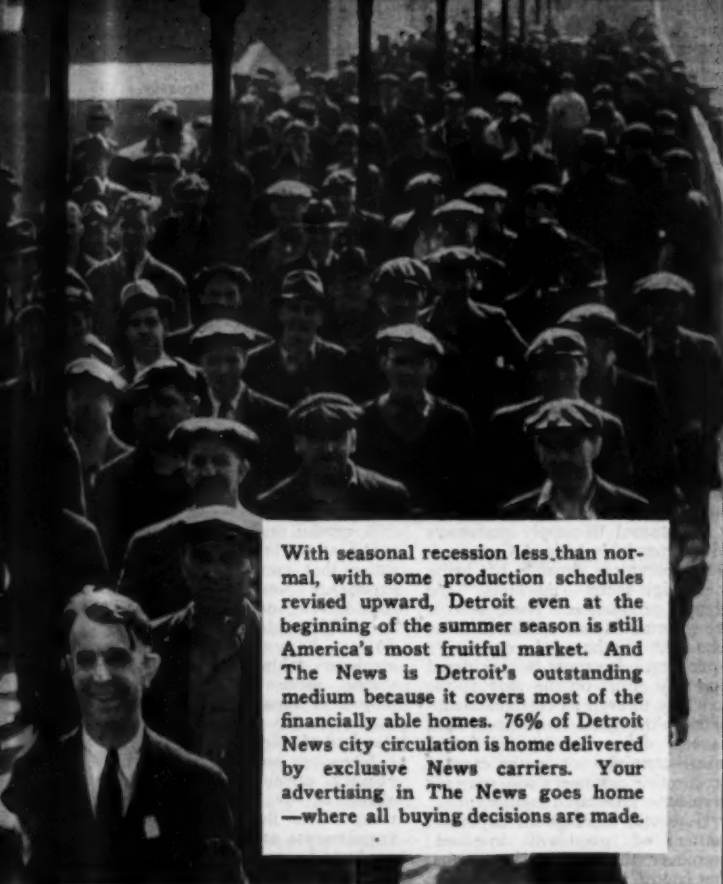 With seasonal recession less than nor-
mal, with some production schedules
revised upward, Detroit even at the
beginning of the summer season is still
America's most fruitful market. And
The News is Detroit's outstanding
medium because it covers most of the
financially able homes. 76% of Detroit
News city circulation is home delivered
by exclusive News carriers. Your
advertising in The News goes home
—where all buying decisions are made.